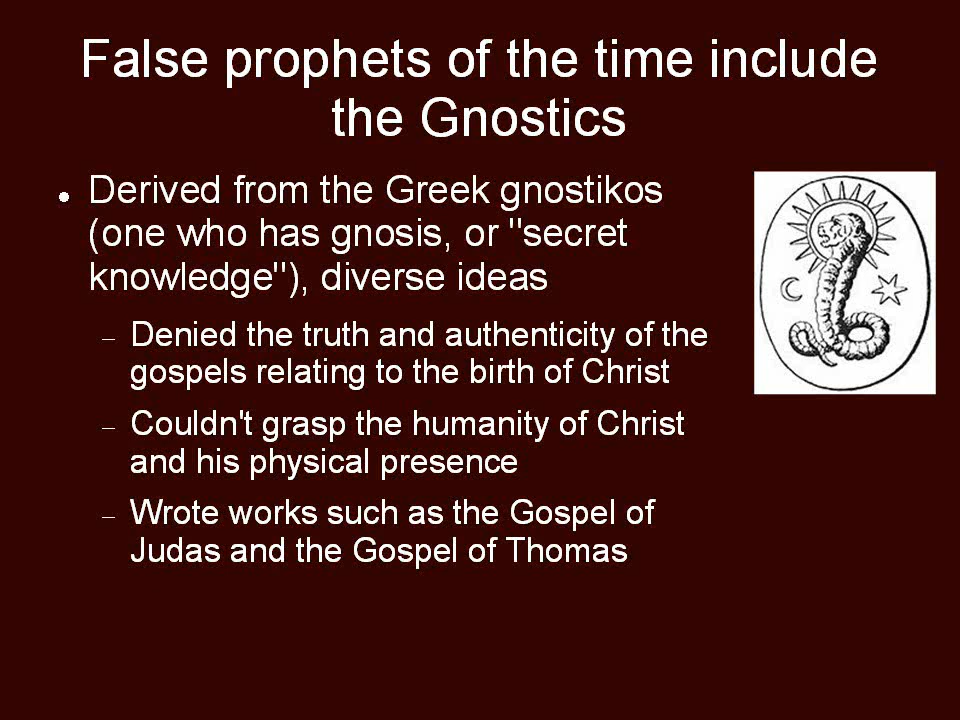 False prophets of the time include
the Gnostics
● Derived from the Greek gnostikos
(one who has gnosis, or "secret
knowledge"), diverse ideas
– Denied the truth and authenticity of the
gospels relating to the birth of Christ
– Couldn't grasp the humanity of Christ
and his physical presence
– Wrote works such as the Gospel of
Judas and the Gospel of Thomas